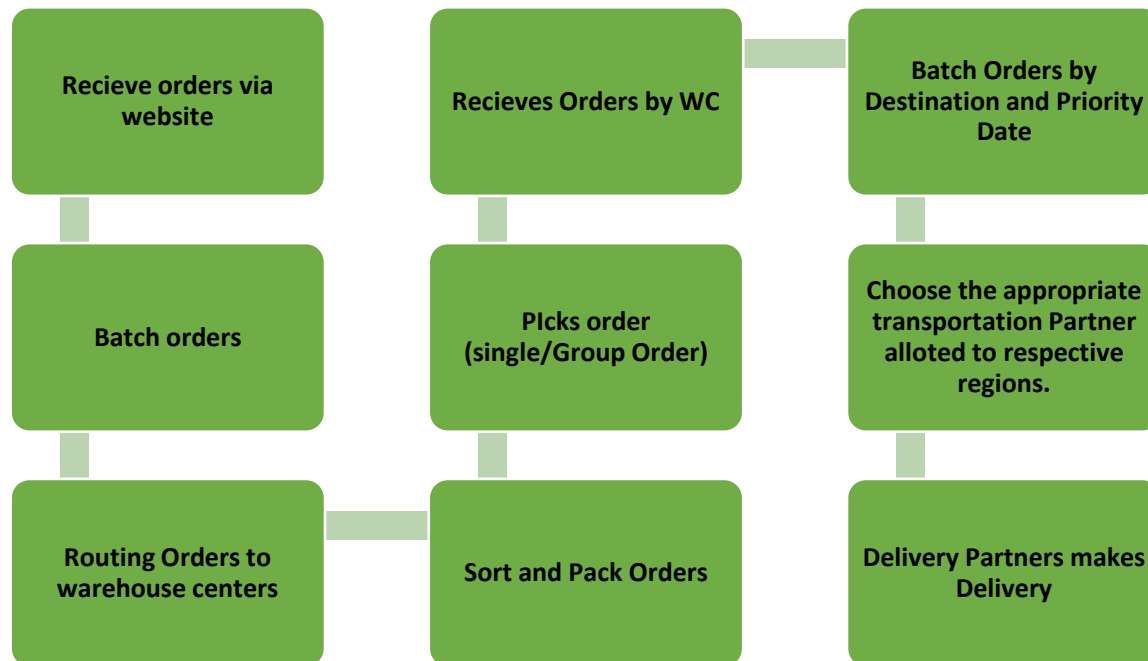 Recieve orders via
website
Batch orders
Routing Orders to
warehouse centers
Sort and Pack Orders
PIcks order
(single/Group Order)
Recieves Orders by WC
Batch Orders by
Destination and Priority
Date
Choose the appropriate
transportation Partner
alloted to respective
regions.
Delivery Partners makes
Delivery